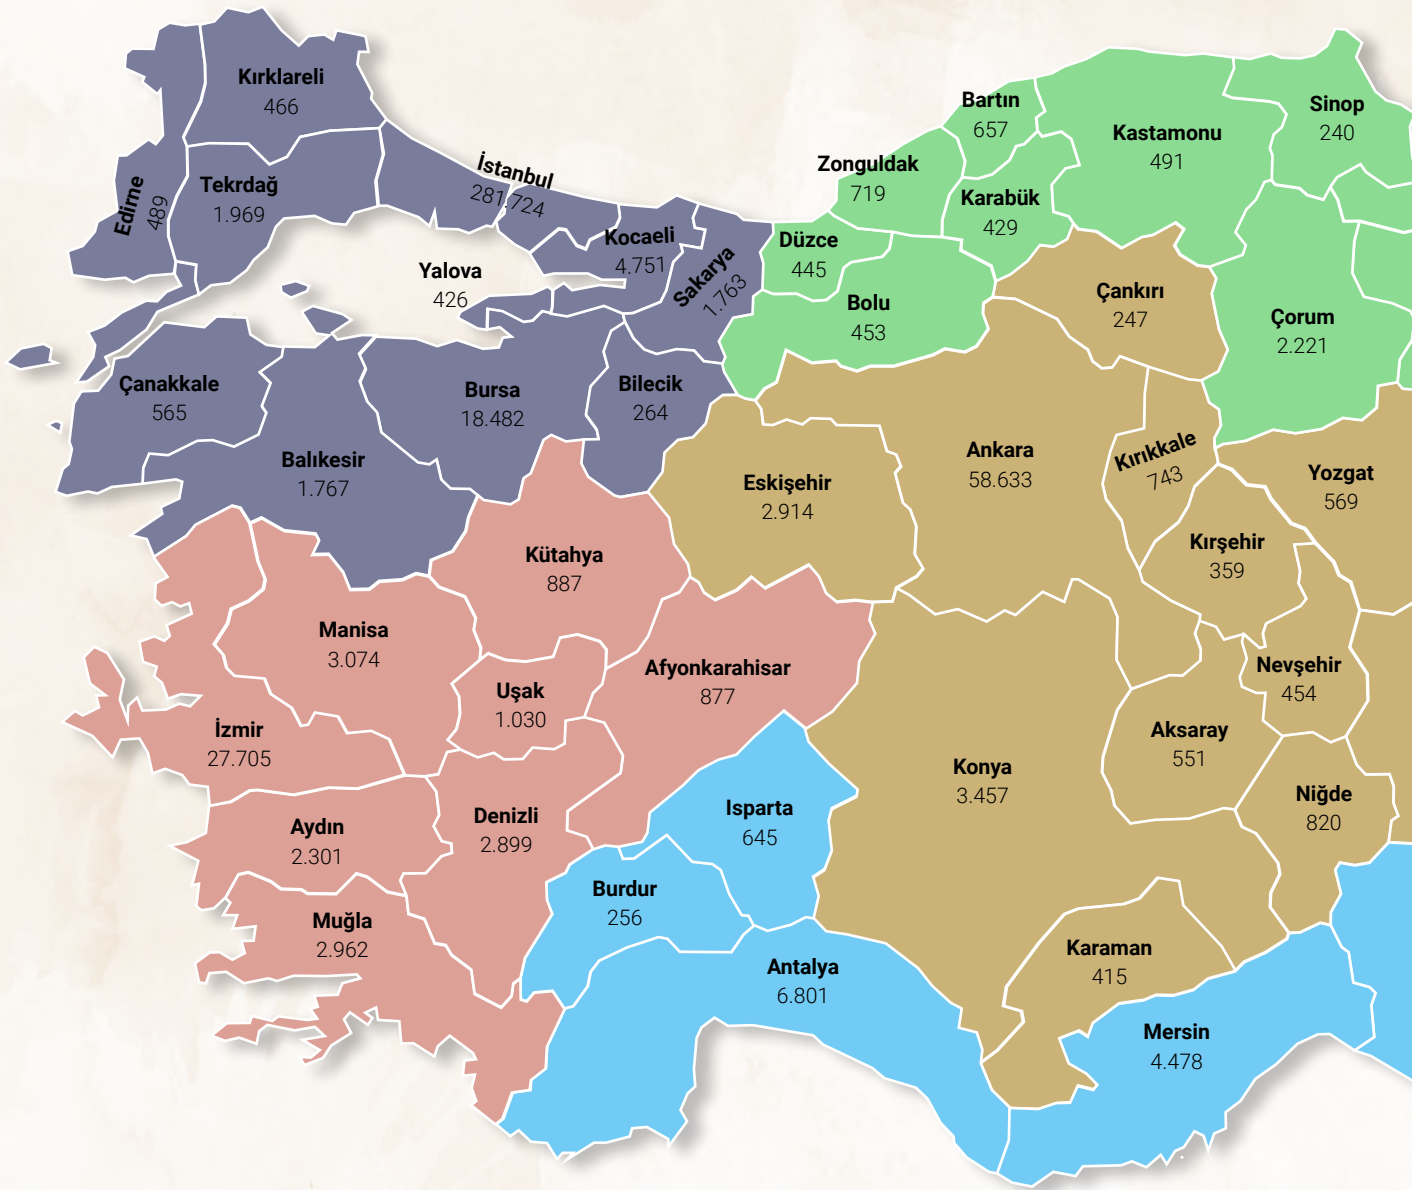 Kırklareli
466
Edirne
489
Tekrdağ
1.969
İstanbul
281.724
Kocaeli
4.751
Sakarya
1.763
Yalova
426
Çanakkale
565
Balıkesir
1.767
Bursa
18.482
Bilecik
264
Bartın
657
Zonguldak
719
Karabük
429
Kastamonu
491
Sinop
240
Düzce
445
Bolu
453
Çankırı
247
Çorum
2.221
Eskişehir
2.914
Ankara
58.633
Kırıkkale
743
Yozgat
569
Kırşehir
359
Kütahya
887
Manisa
3.074
Uşak
1.030
Afyonkarahisar
877
İzmir
27.705
Aydın
2.301
Denizli
2.899
Muğla
2.962
Isparta
645
Burdur
256
Antalya
6.801
Konya
3.457
Aksaray
551
Nevşehir
454
Niğde
820
Karaman
415
Mersin
4.478